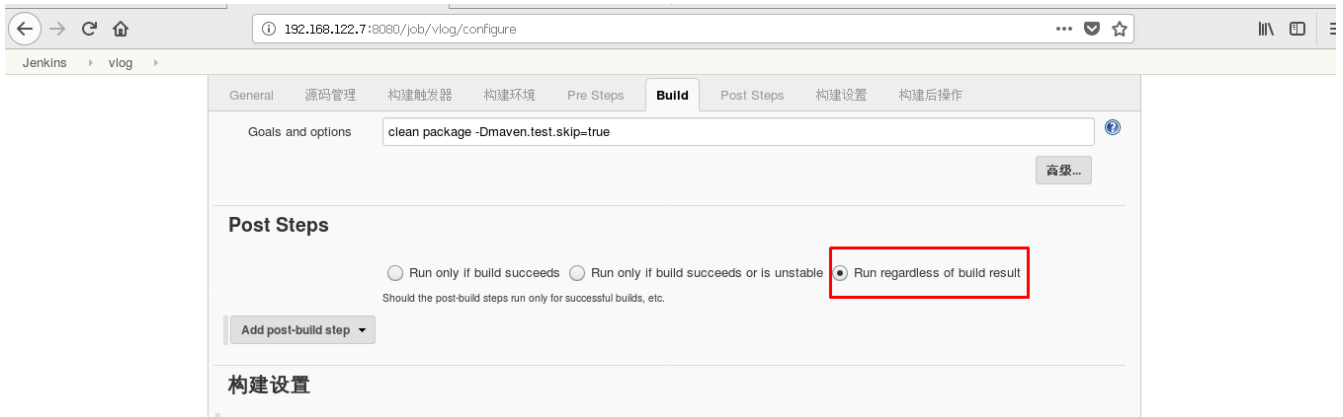 192.168.122.7:8080/job/vlog/configure
Jenkins vlog
General 源码管理 构建触发器 构建环境 Pre Steps Build Post Steps 构建设置 构建后操作
Goals and options clean package -Dmaven.test.skip=true
高级...
Post Steps
Run only if build succeeds Run only if build succeeds or is unstable Run regardless of build result
Should the post-build steps run only for successful builds, etc.
Add post-build step
构建设置